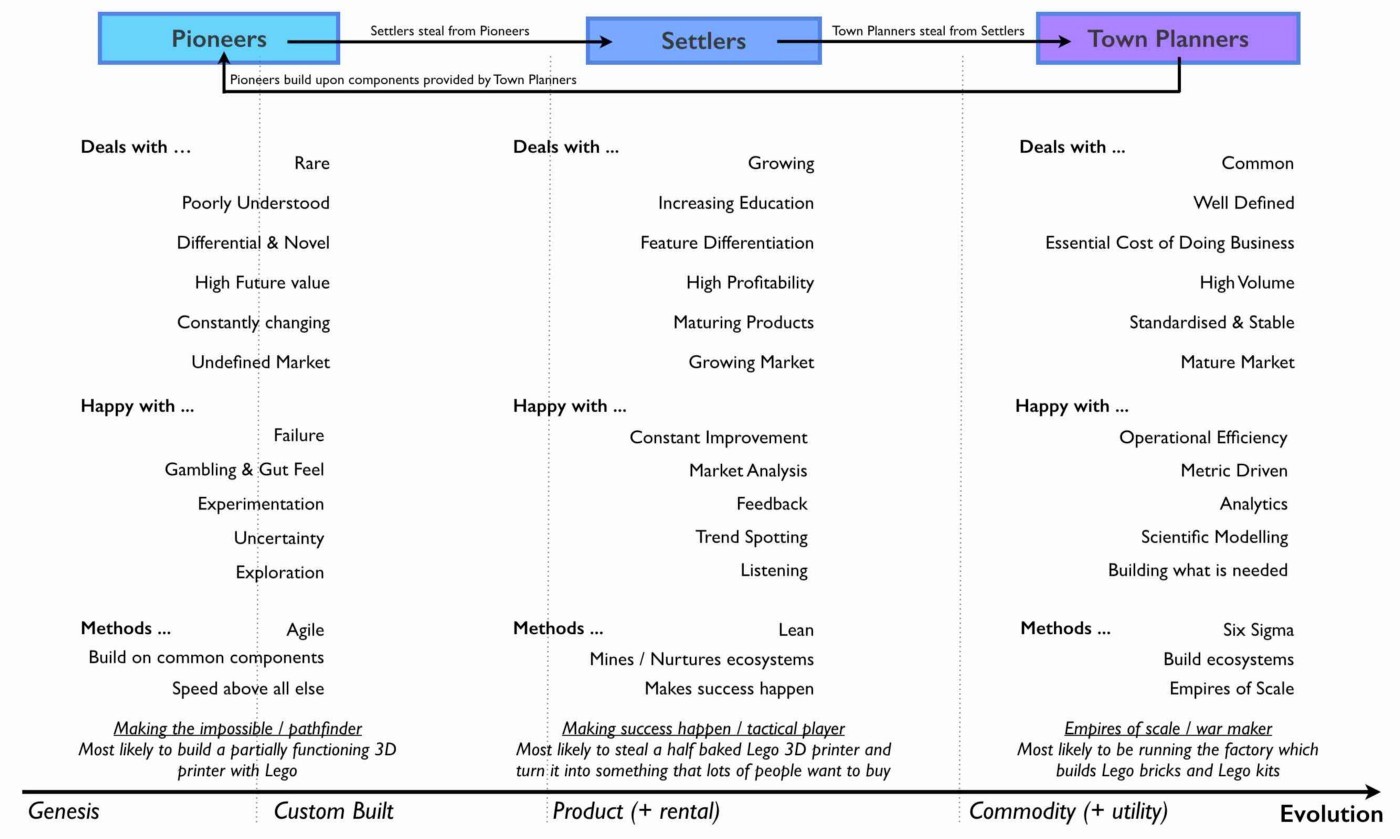 Pioneers
Settlers steal from Pioneers
Settlers
Town Planners steal from Settlers
Town Planners
Pioneers build upon components provided by Town Planners
Deals with ...
Rare
Poorly Understood
Differential & Novel
High Future value
Constantly changing
Undefined Market
Happy with ...
Failure
Gambling & Gut Feel
Experimentation
Uncertainty
Exploration
Methods ...
Agile
Build on common components
Speed above all else
Making the impossible / pathfinder
Most likely to build a partially functioning 3D
printer with Lego
Deals with ...
Growing
Increasing Education
Feature Differentiation
High Profitability
Maturing Products
Growing Market
Happy with ...
Constant Improvement
Market Analysis
Feedback
Trend Spotting
Listening
Methods ...
Lean
Mines / Nurtures ecosystems
Makes success happen
Making success happen / tactical player
Most likely to steal a half baked Lego 3D printer and
turn it into something that lots of people want to buy
Deals with ...
Common
Well Defined
Essential Cost of Doing Business
High Volume
Standardised & Stable
Mature Market
Happy with ...
Operational Efficiency
Metric Driven
Analytics
Scientific Modelling
Building what is needed
Methods ...
Six Sigma
Build ecosystems
Empires of Scale
Empires of scale / war maker
Most likely to be running the factory which
builds Lego bricks and Lego kits
Genesis
Custom Built
Product (+ rental)
Commodity (+ utility)
Evolution